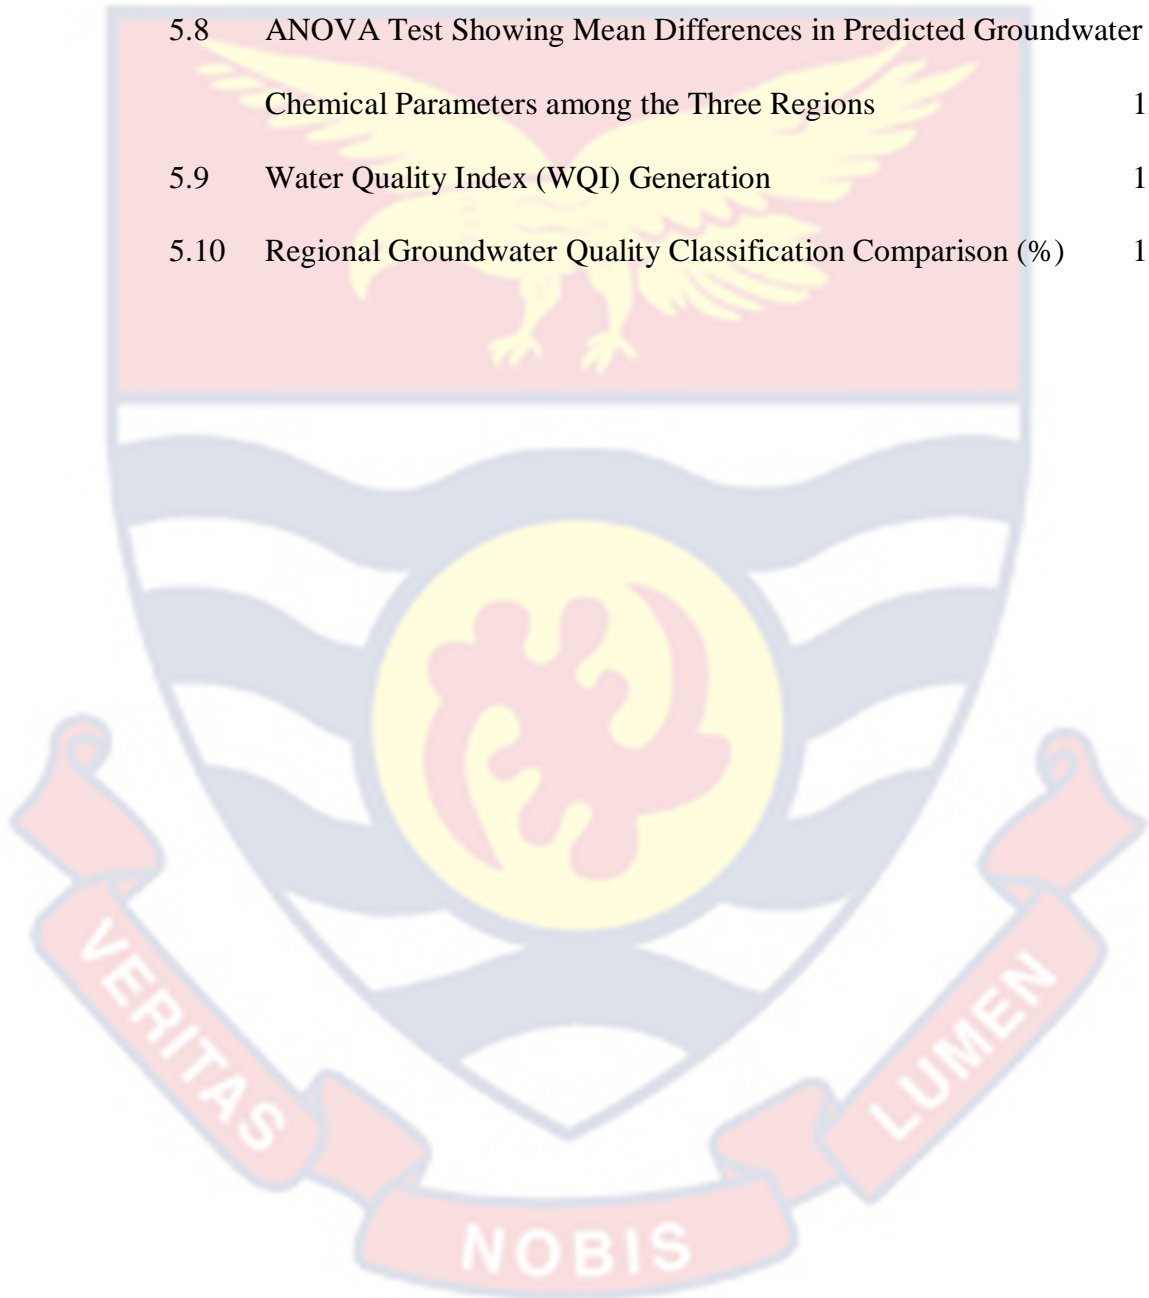 5.8 ANOVA Test Showing Mean Differences in Predicted Groundwater
Chemical Parameters among the Three Regions 1
5.9 Water Quality Index (WQI) Generation 1
5.10 Regional Groundwater Quality Classification Comparison (%) 1
VERITAS
NOBIS
LUMEN